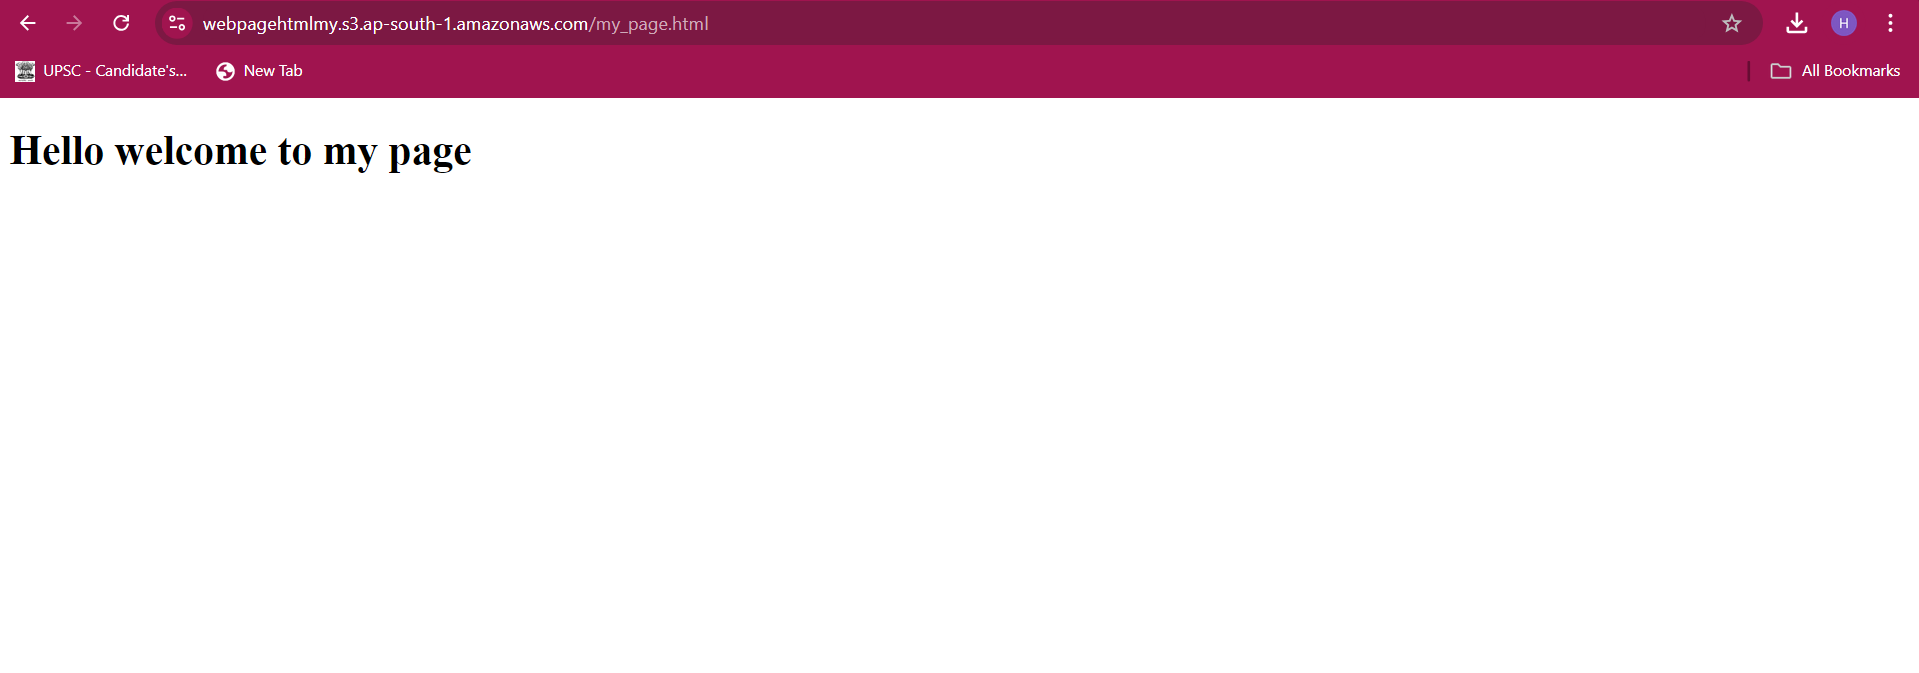 webpagehtmlmy.s3.ap-south-1.amazonaws.com/my_page.html
H
UPSC - Candidate's...
New Tab
All Bookmarks
Hello welcome to my page